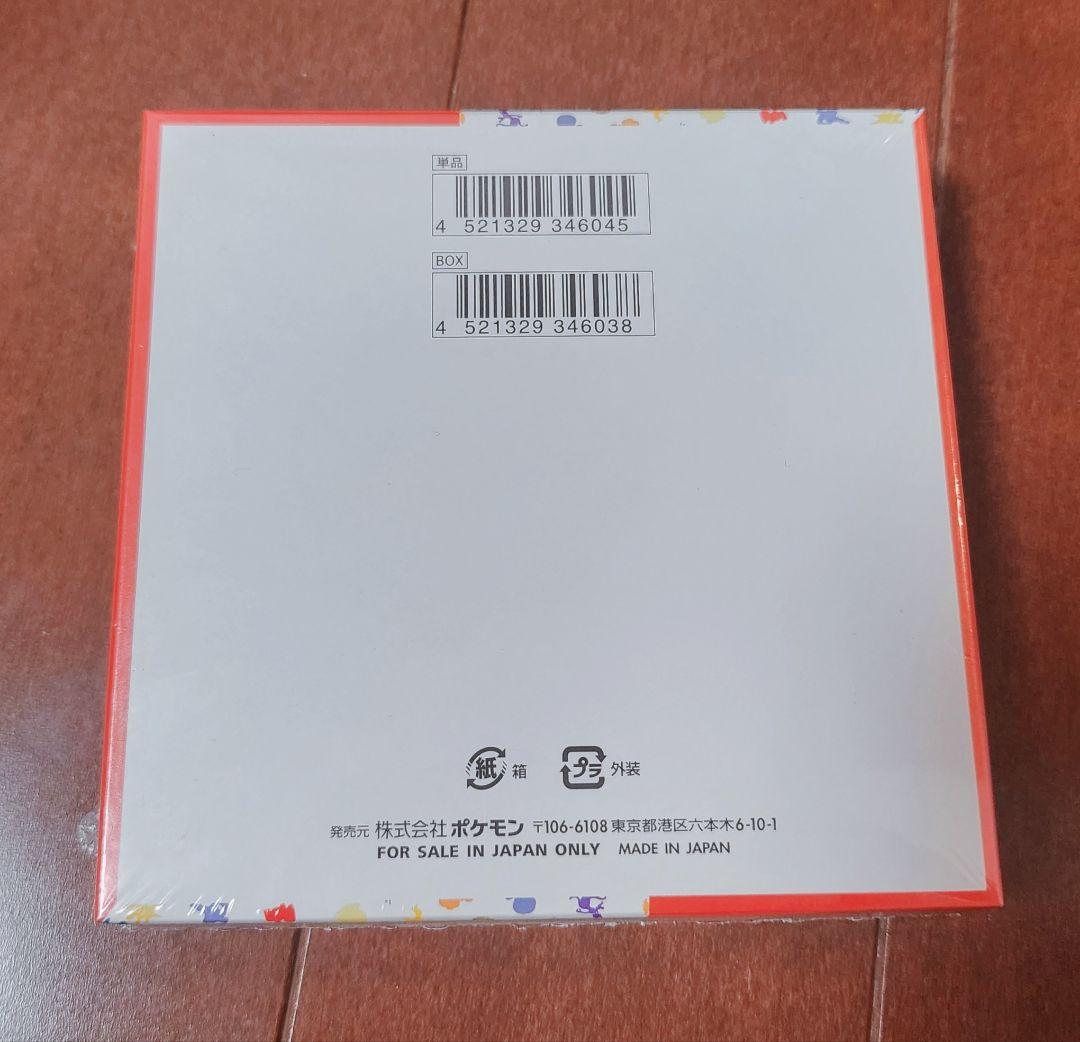 単品
4 521329 346045
BOX
4 521329 346038
紙 箱 プラ 外装
発売元 株式会社 ポケモン 〒106-6108 東京都港区六本木6-10-1
FOR SALE IN JAPAN ONLY MADE IN JAPAN